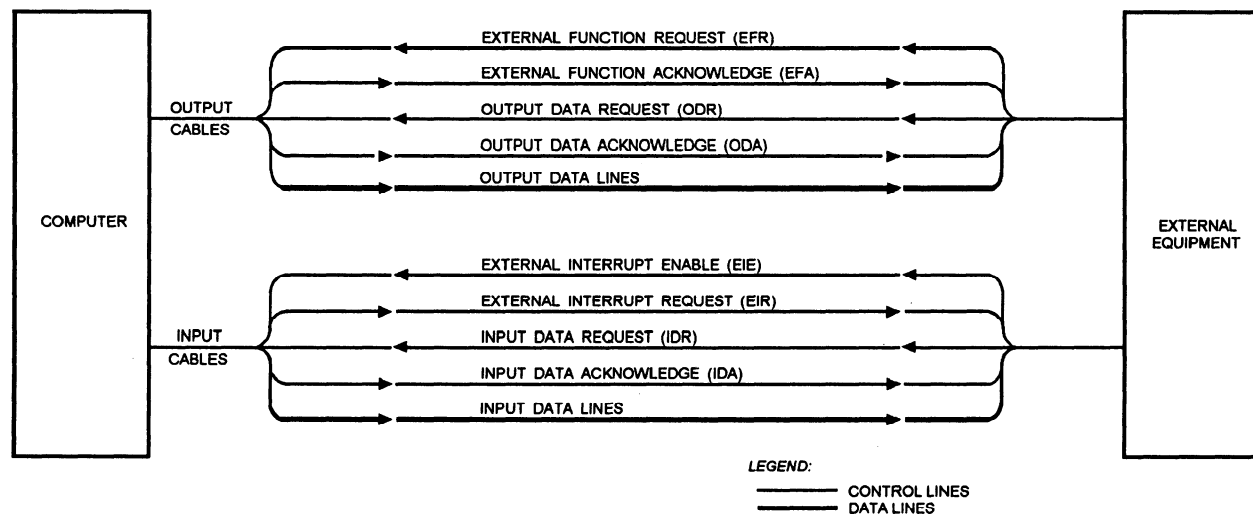 EXTERNAL FUNCTION REQUEST (EFR)
EXTERNAL FUNCTION ACKNOWLEDGE (EFA)
OUTPUT
CABLES
OUTPUT DATA REQUEST (ODR)
OUTPUT DATA ACKNOWLEDGE (ODA)
OUTPUT DATA LINES
COMPUTER
EXTERNAL
EQUIPMENT
EXTERNAL INTERRUPT ENABLE (EIE)
EXTERNAL INTERRUPT REQUEST (EIR)
INPUT
CABLES
INPUT DATA REQUEST (IDR)
INPUT DATA ACKNOWLEDGE (IDA)
INPUT DATA LINES
LEGEND:
CONTROL LINES
DATA LINES